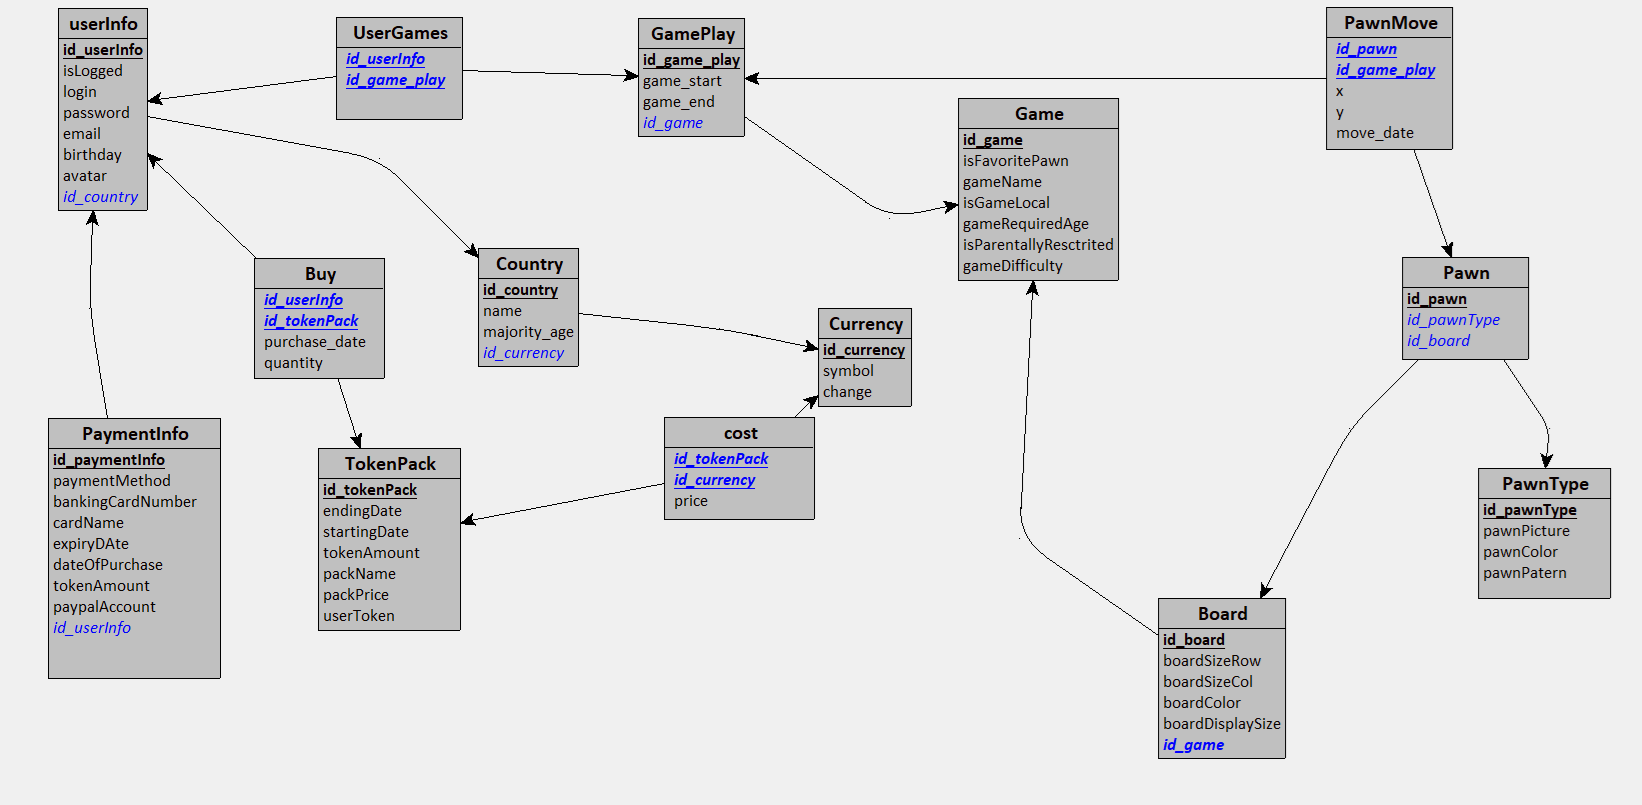 userInfo
id_userInfo
isLogged
login
password
email
birthday
avatar
id_country
UserGames
id_userInfo
id_game_play
GamePlay
id_game_play
game_start
game_end
id_game
PawnMove
id_pawn
id_game_play
x
y
move_date
Game
id_game
isFavoritePawn
gameName
isGameLocal
gameRequiredAge
isParentallyResctrited
gameDifficulty
Buy
id_userInfo
id_tokenPack
purchase_date
quantity
Country
id_country
name
majority_age
id_currency
Currency
id_currency
symbol
change
Pawn
id_pawn
id_pawnType
id_board
PaymentInfo
id_paymentInfo
paymentMethod
bankingCardNumber
cardName
expiryDAte
dateOfPurchase
tokenAmount
paypalAccount
id_userInfo
TokenPack
id_tokenPack
endingDate
startingDate
tokenAmount
packName
packPrice
userToken
cost
id_tokenPack
id_currency
price
PawnType
id_pawnType
pawnPicture
pawnColor
pawnPatern
Board
id_board
boardSizeRow
boardSizeCol
boardColor
boardDisplaySize
id_game